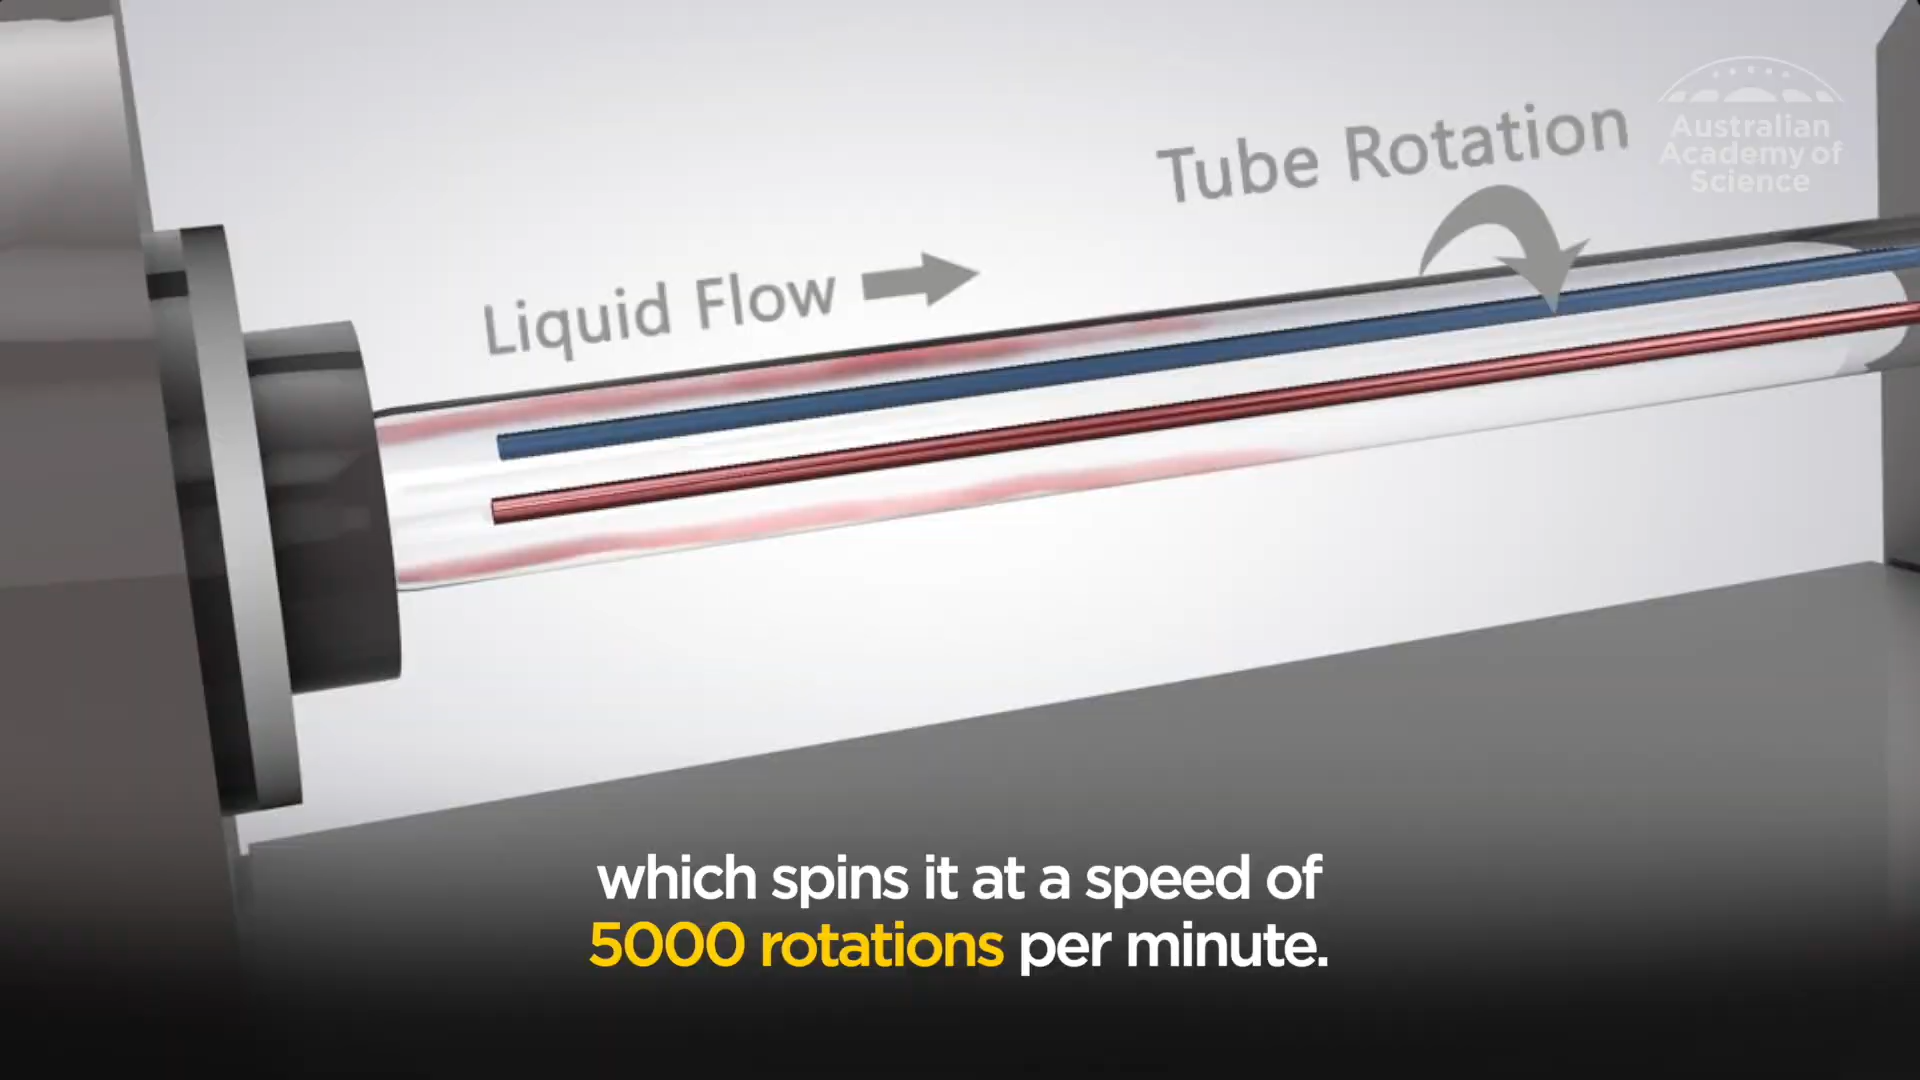 Australian
Academy of
Science
Tube Rotation
Liquid Flow
which spins it at a speed of
5000 rotations per minute.